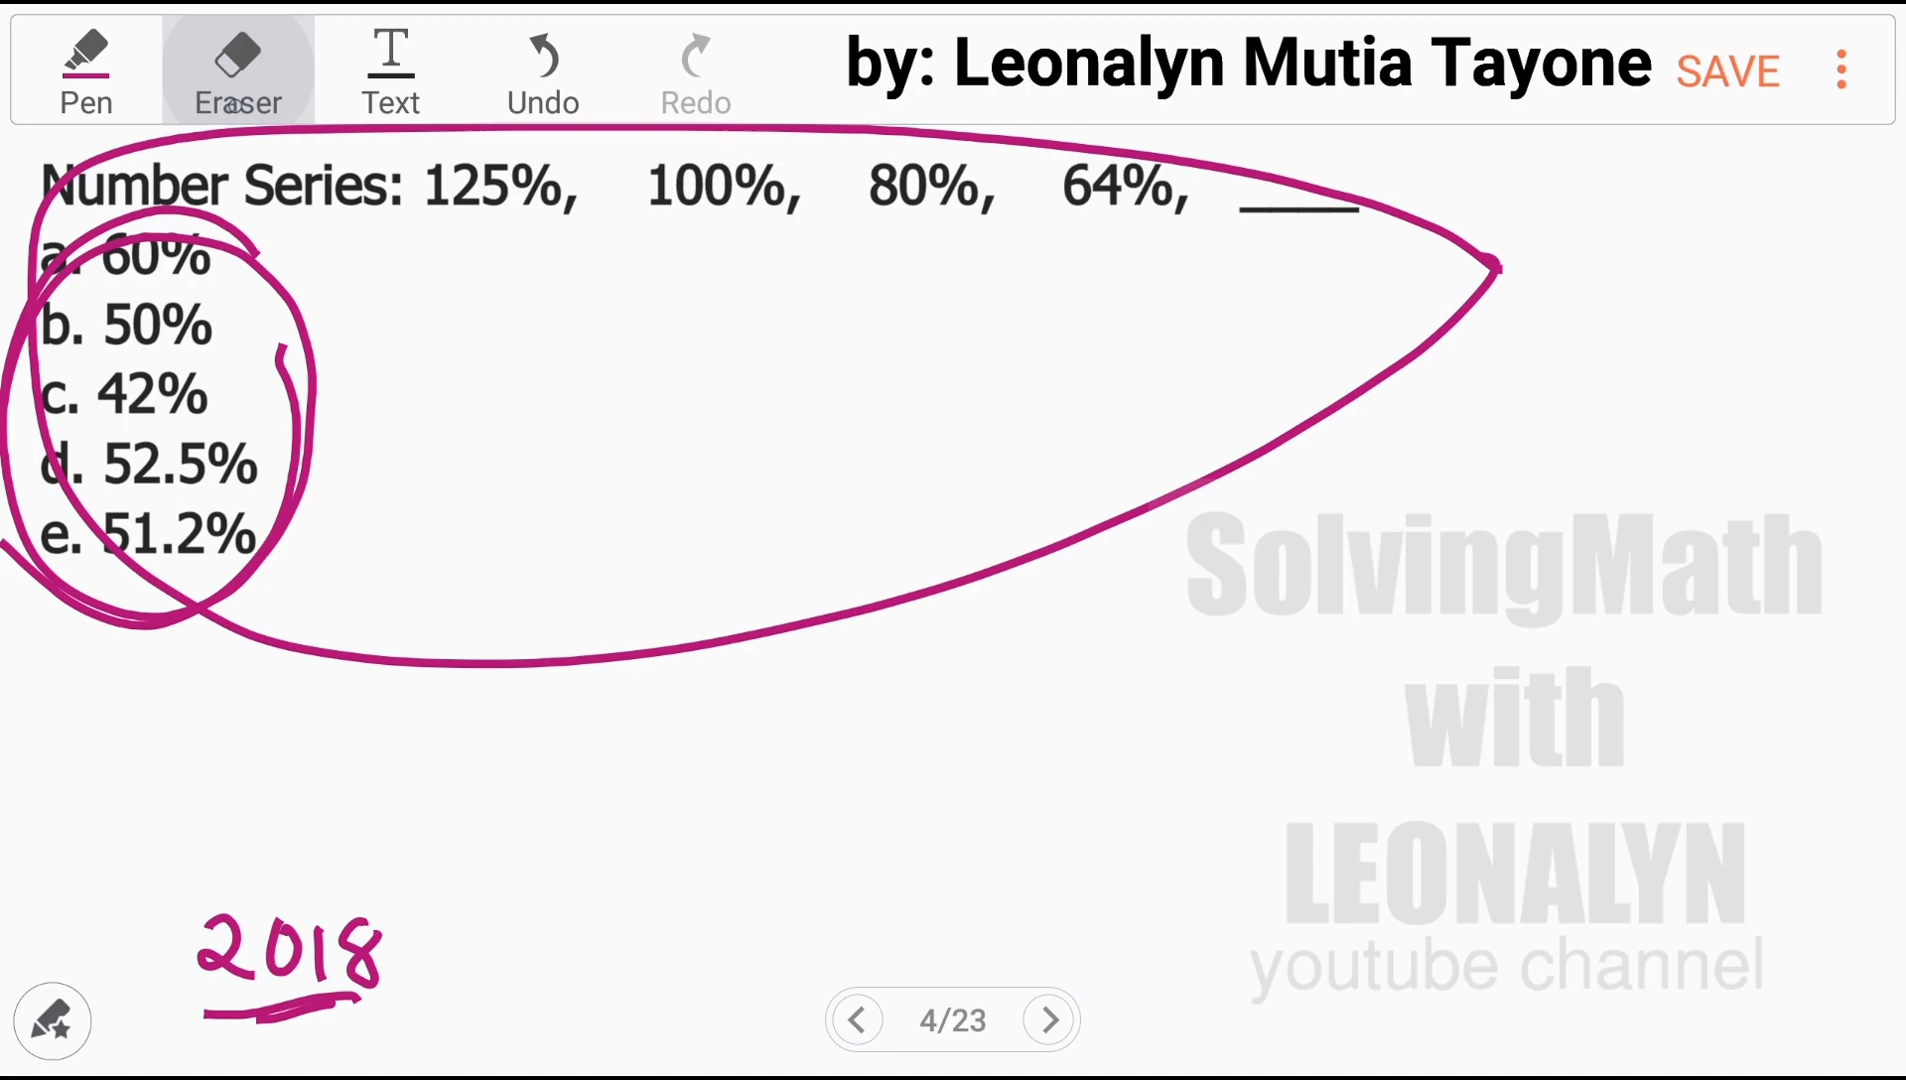 by: Leonalyn Mutia Tayone
SAVE
Pen
Eraser
Text
Undo
Redo
Number Series: 125%, 100%, 80%, 64%, ____
a. 60%
b. 50%
c. 42%
d. 52.5%
e. 51.2%
SolvingMath
with
LEONALYN
youtube channel
2018
4/23